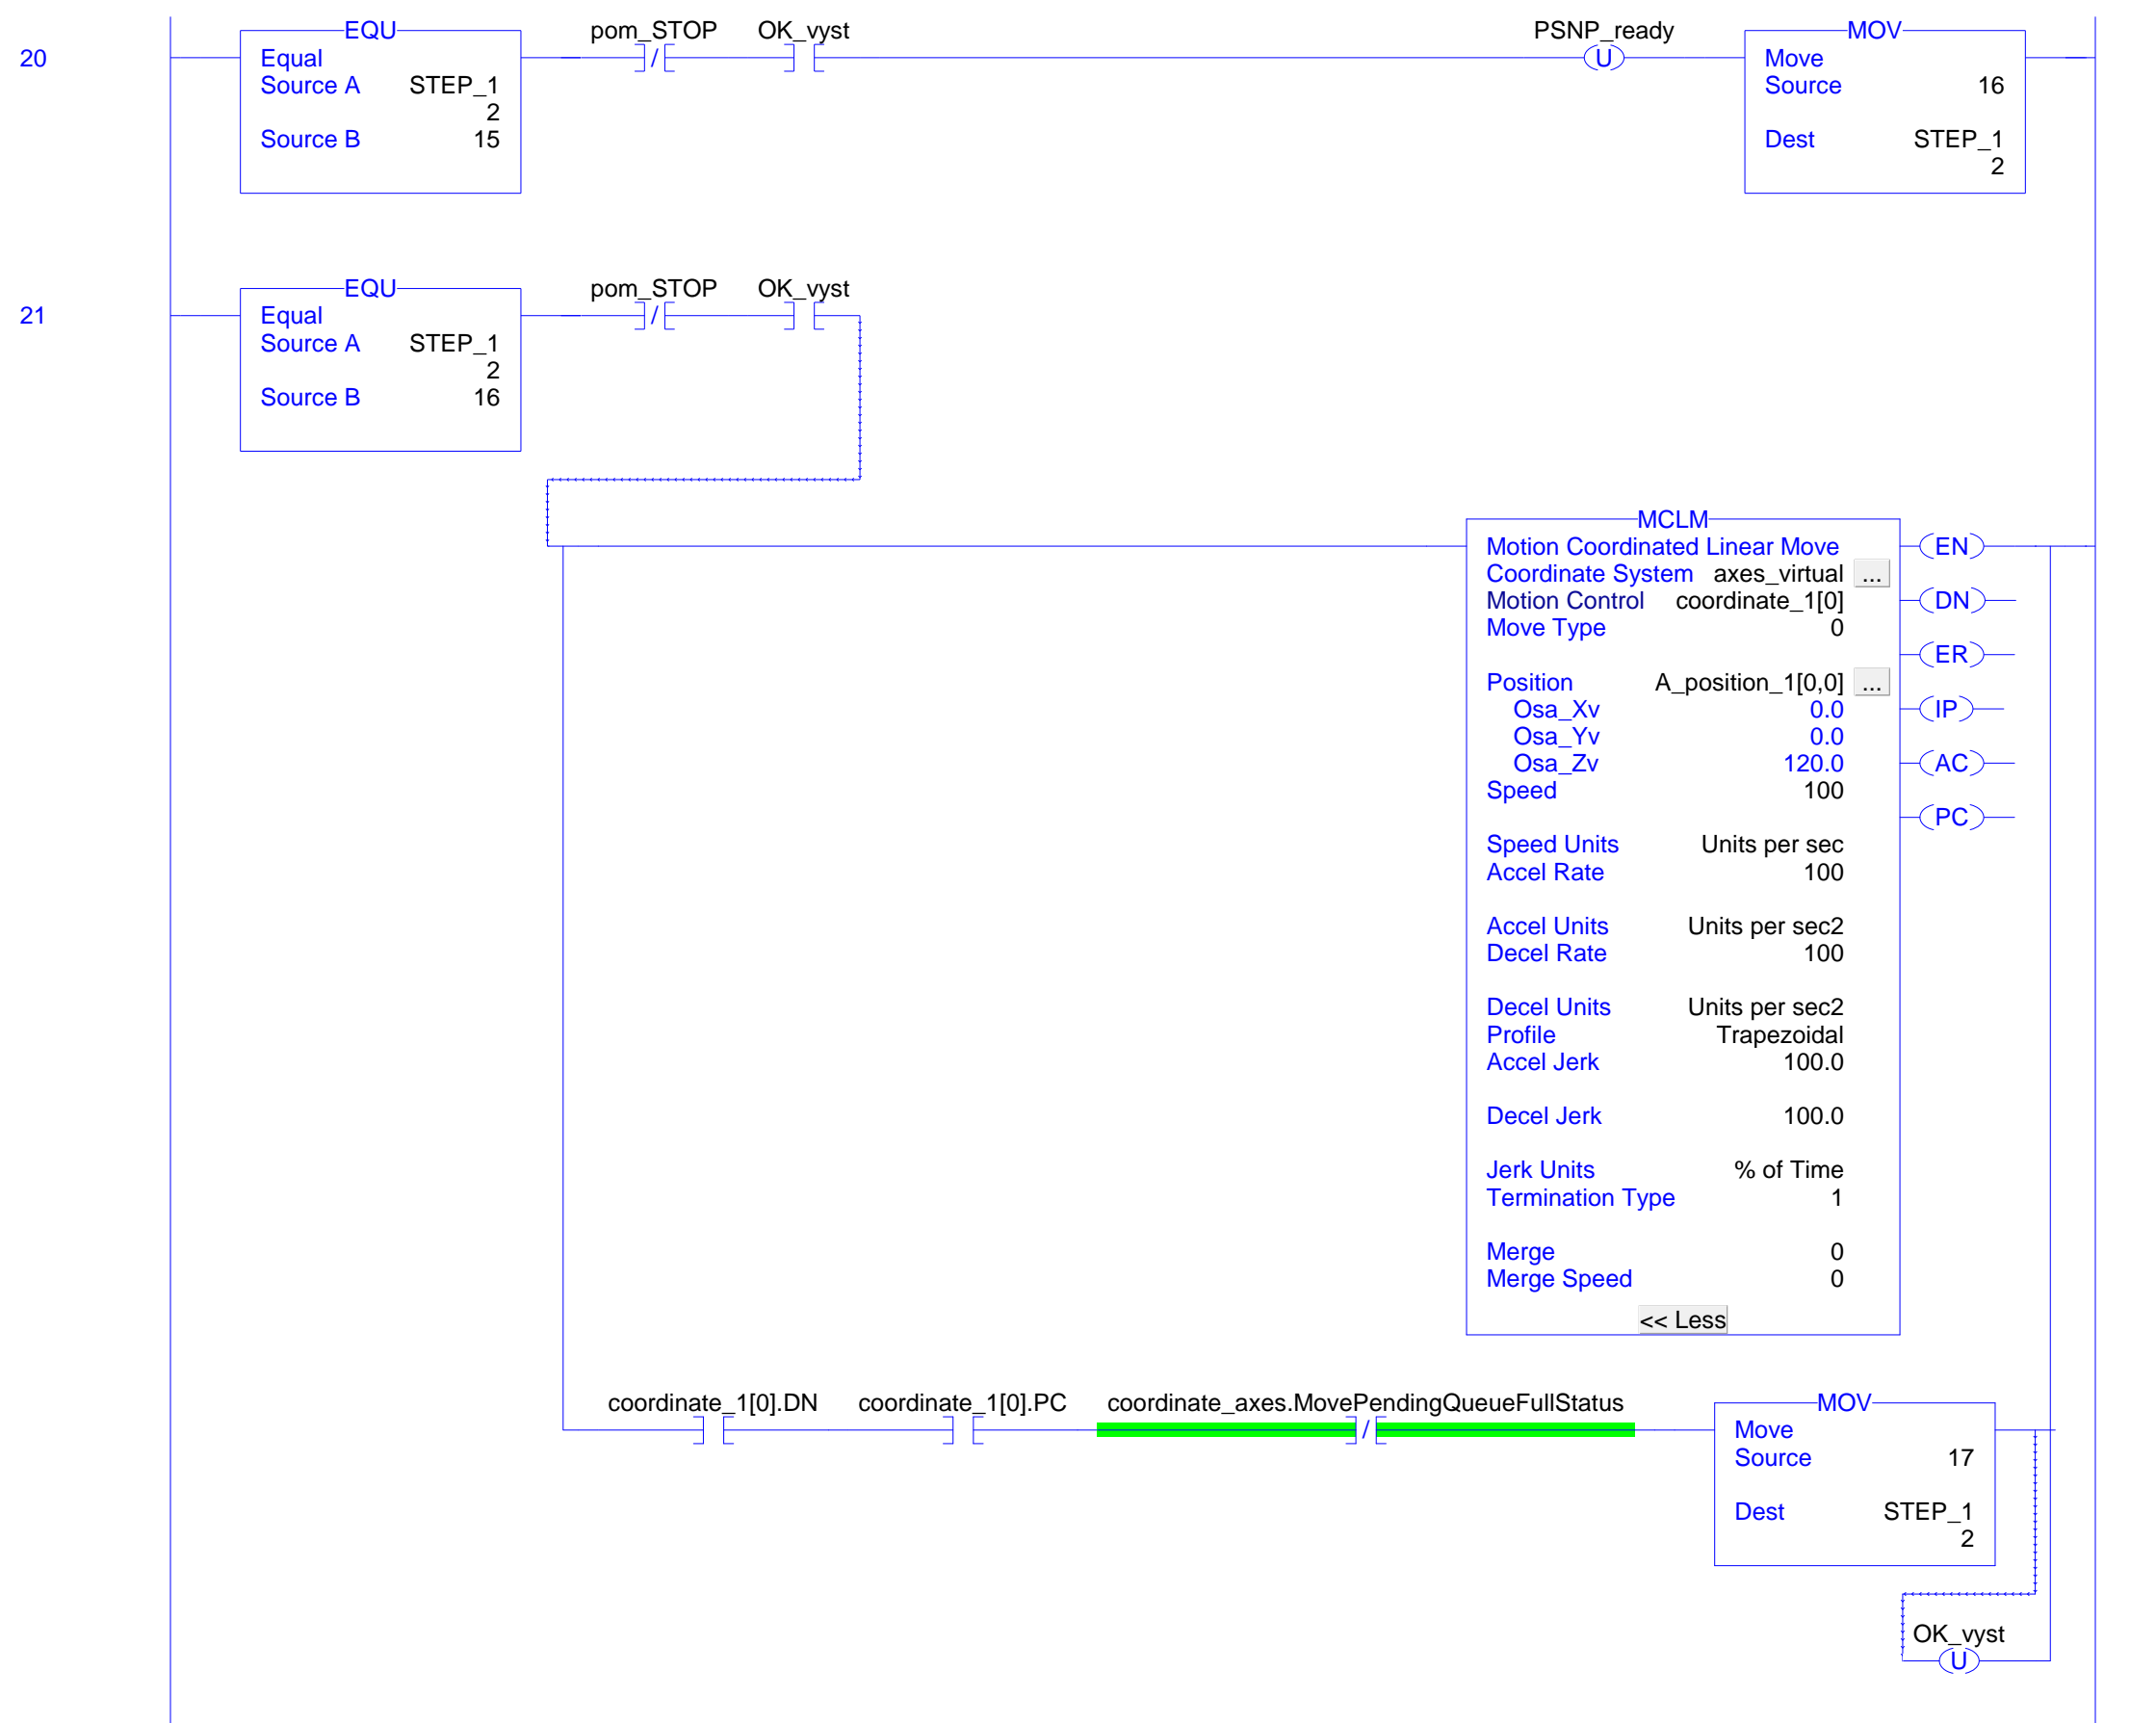 20
EQU
Equal
Source A STEP_1
2
Source B 15
pom_STOP
/
OK_vyst
PSNP_ready
U
MOV
Move
Source 16
Dest STEP_1
2
21
EQU
Equal
Source A STEP_1
2
Source B 16
pom_STOP
/
OK_vyst
MCLM
Motion Coordinated Linear Move
Coordinate System axes_virtual ...
Motion Control coordinate_1[0]
Move Type 0
Position A_position_1[0,0] ...
Osa_Xv 0.0
Osa_Yv 0.0
Osa_Zv 120.0
Speed 100
Speed Units Units per sec
Accel Rate 100
Accel Units Units per sec2
Decel Rate 100
Decel Units Units per sec2
Profile Trapezoidal
Accel Jerk 100.0
Decel Jerk 100.0
Jerk Units % of Time
Termination Type 1
Merge 0
Merge Speed 0
<< Less
EN
DN
ER
IP
AC
PC
coordinate_1[0].DN
coordinate_1[0].PC
coordinate_axes.MovePendingQueueFullStatus
/
MOV
Move
Source 17
Dest STEP_1
2
OK_vyst
U